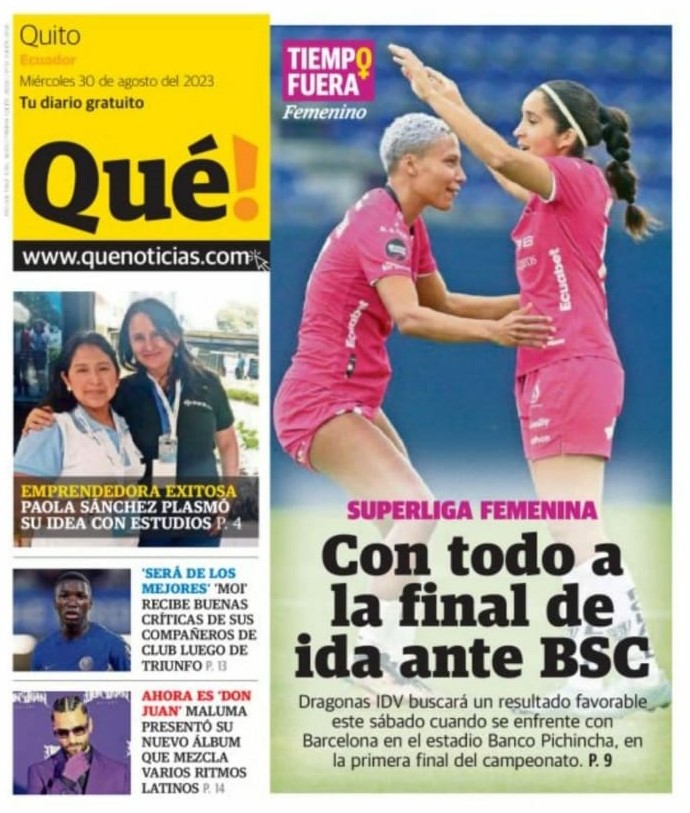 Quito
Ecuador
Miércoles 30 de agosto del 2023
Tu diario gratuito
Qué!
www.quenoticias.com
TIEMPO
FUERA
Femenino
Ecuabet
Ecuabet
EMPRENDEDORA EXITOSA
PAOLA SÁNCHEZ PLASMÓ
SU IDEA CON ESTUDIOS P. 4
'SERÁ DE LOS
MEJORES' 'MOI'
RECIBE BUENAS
CRÍTICAS DE SUS
COMPAÑEROS DE
CLUB LUEGO DE
TRIUNFO P. 13
AHORA ES 'DON
JUAN' MALUMA
PRESENTÓ SU
NUEVO ÁLBUM
QUE MEZCLA
VARIOS RITMOS
LATINOS P. 14
SUPERLIGA FEMENINA
Con todo a
la final de
ida ante BSC
Dragonas IDV buscará un resultado favorable
este sábado cuando se enfrente con
Barcelona en el estadio Banco Pichincha, en
la primera final del campeonato. P. 9